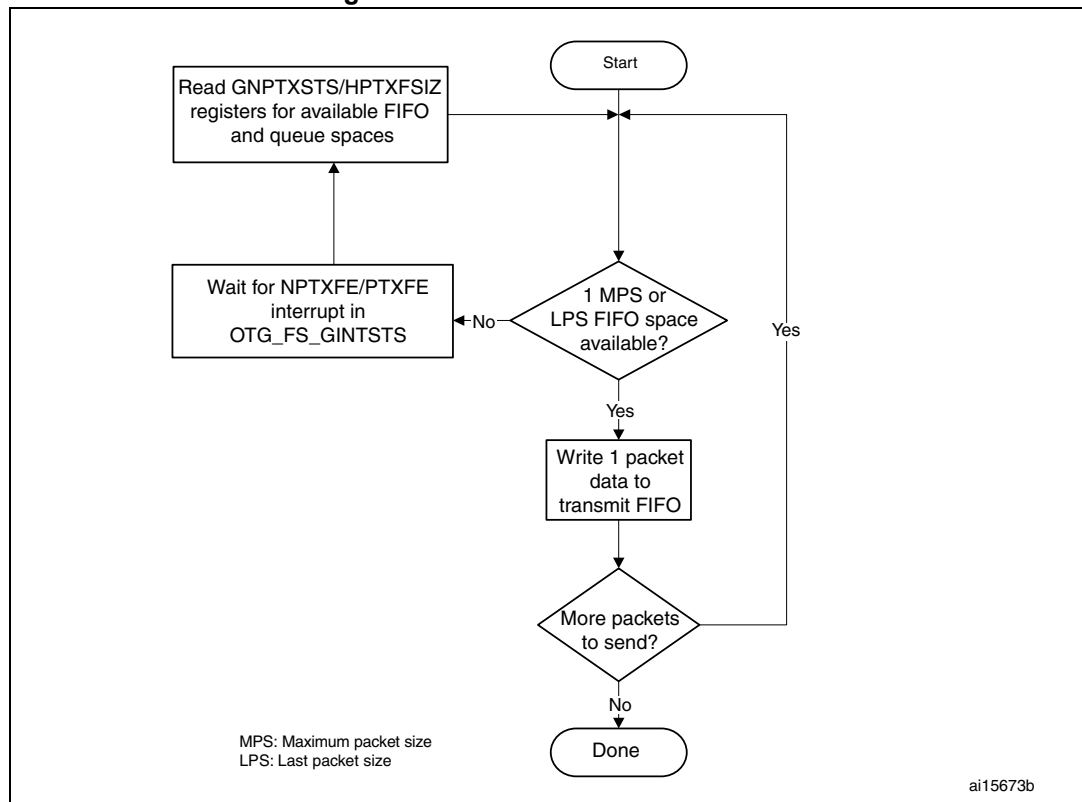 Start
Read GNPTXSTS/HPTXFSIZ
registers for available FIFO
and queue spaces
Wait for NPTXFE/PTXFE
interrupt in
OTG_FS_GINTSTS
No
1 MPS or
LPS FIFO space
available?
Yes
Yes
Write 1 packet
data to
transmit FIFO
More packets
to send?
No
MPS: Maximum packet size
LPS: Last packet size
Done
ai15673b